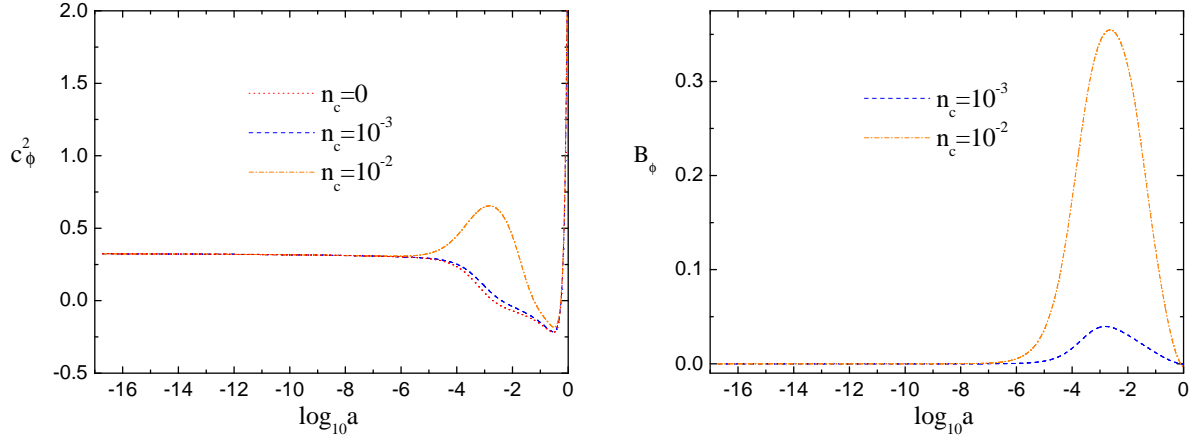 2.0
1.5
1.0
0.5
0.0
-0.5
c²ϕ
n_c=0
n_c=10⁻³
n_c=10⁻²
-16 -14 -12 -10 -8 -6 -4 -2 0
log₁₀a
0.3
0.2
0.1
0.0
B_ϕ
n_c=10⁻³
n_c=10⁻²
-16 -14 -12 -10 -8 -6 -4 -2 0
log₁₀a